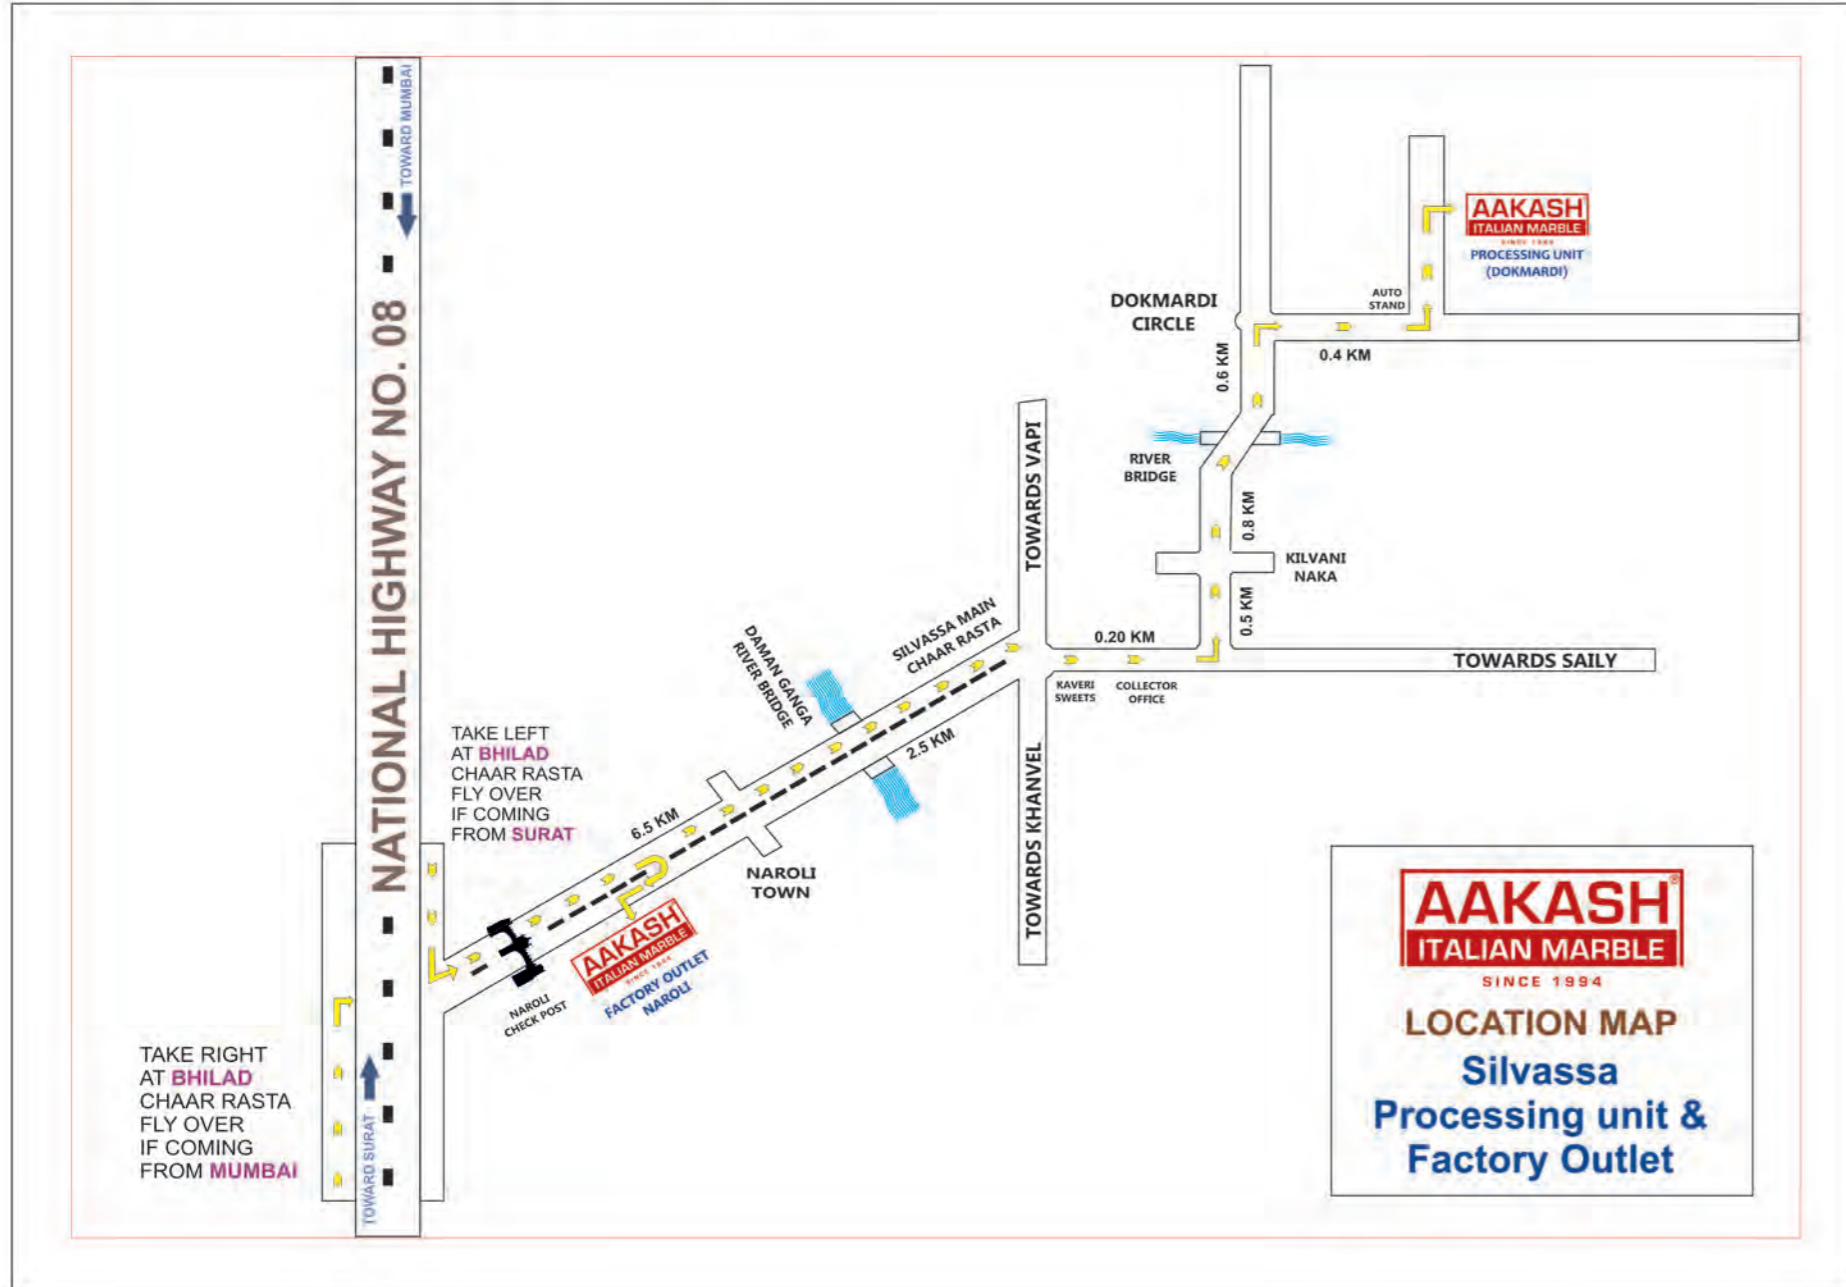 TOWARD MUMBAI
NATIONAL HIGHWAY NO. 08
TOWARD SURAT
TAKE LEFT
AT BHILAD
CHAAR RASTA
FLY OVER
IF COMING
FROM SURAT
TAKE RIGHT
AT BHILAD
CHAAR RASTA
FLY OVER
IF COMING
FROM MUMBAI
NAROLI
CHECK POST
AAKASH
ITALIAN MARBLE
SINCE 1994
FACTORY OUTLET
NAROLI
6.5 KM
NAROLI
TOWN
DAMAN GANGA
RIVER BRIDGE
2.5 KM
SILVASSA MAIN
CHAAR RASTA
TOWARDS VAPI
TOWARDS KHANVEL
0.20 KM
KAVERI
SWEETS
COLLECTOR
OFFICE
TOWARDS SAILY
0.5 KM
KILVANI
NAKA
0.8 KM
RIVER
BRIDGE
0.6 KM
DOKMARDI
CIRCLE
0.4 KM
AUTO
STAND
AAKASH
ITALIAN MARBLE
SINCE 1994
PROCESSING UNIT
(DOKMARDI)
AAKASH®
ITALIAN MARBLE
SINCE 1994
LOCATION MAP
Silvassa
Processing unit &
Factory Outlet